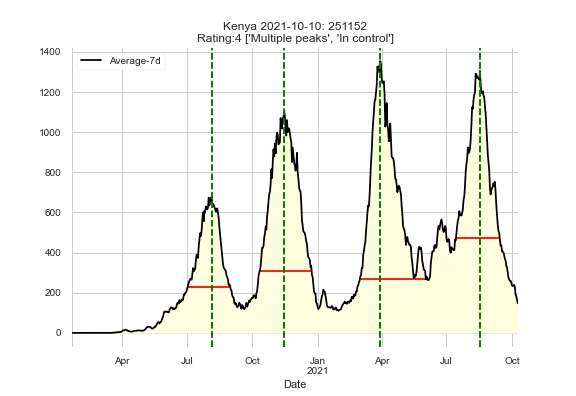 Kenya 2021-10-10: 251152
Rating:4 ['Multiple peaks', 'In control']
Average-7d
1400
1200
1000
800
600
400
200
0
Apr Jul Oct Jan Apr Jul Oct
2021
Date